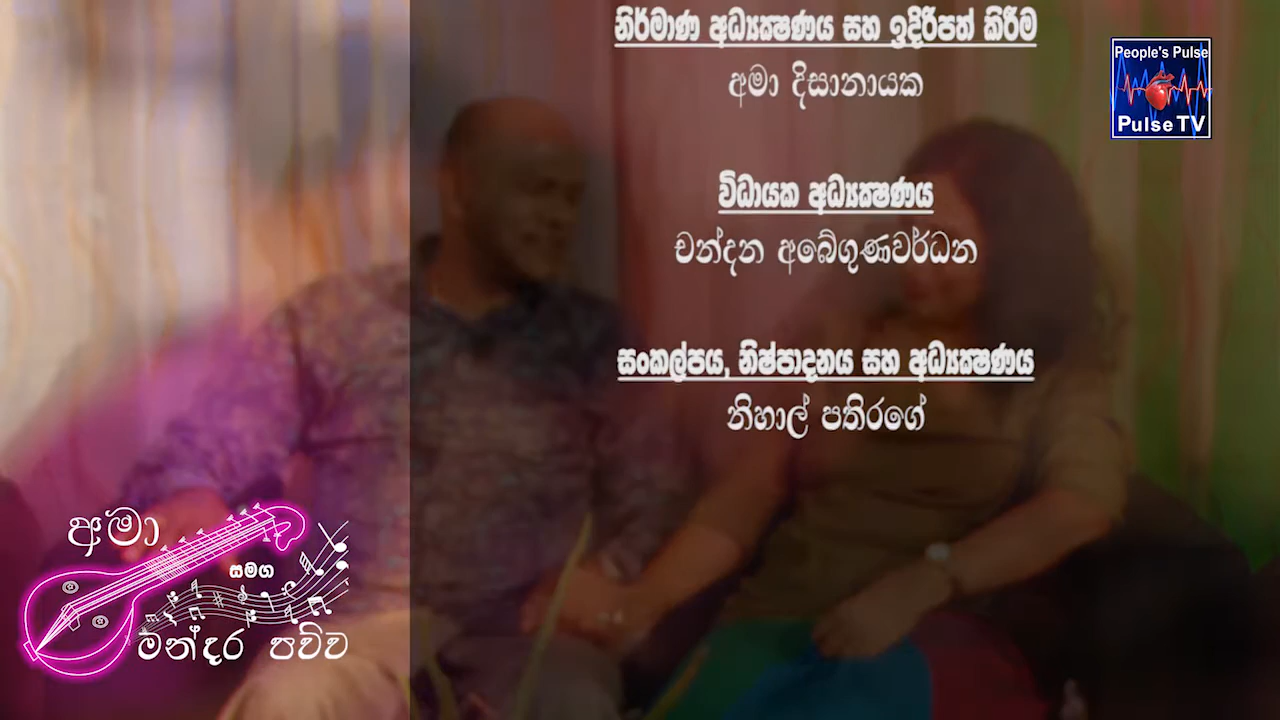 නිර්මාණ අධ්‍යක්ෂණය සහ ඉදිරිපත් කිරීම
අමා දිසානායක
People's Pulse
Pulse TV
විධායක අධ්‍යක්ෂණය
චන්දන අබේගුණවර්ධන
සංකල්පය, නිෂ්පාදනය සහ අධ්‍යක්ෂණය
නිහාල් පතිරගේ
අමා
සමග
මන්දාර පව්ව